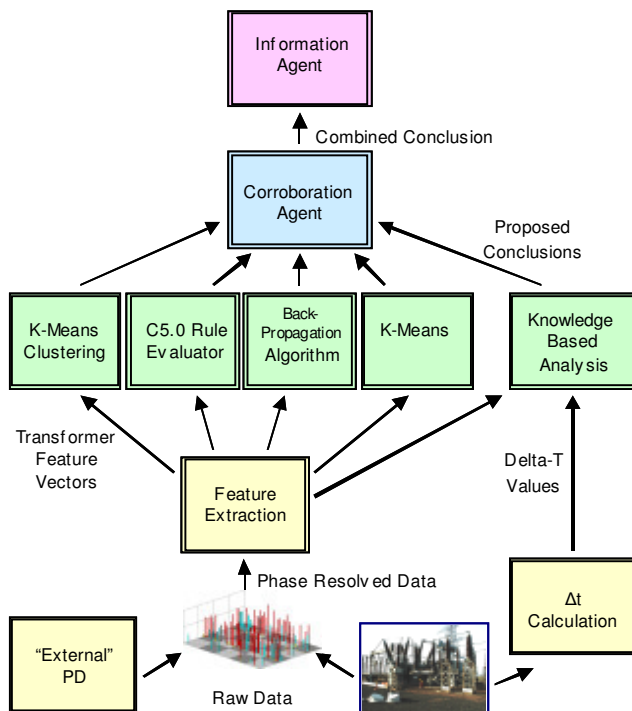 Information
Agent
Combined Conclusion
Corroboration
Agent
Proposed
Conclusions
K-Means
Clustering
C5.0 Rule
Evaluator
Back-
Propagation
Algorithm
K-Means
Knowledge
Based
Analysis
Transformer
Feature
Vectors
Feature
Extraction
Delta-T
Values
Phase Resolved Data
“External”
PD
Raw Data
Δt
Calculation